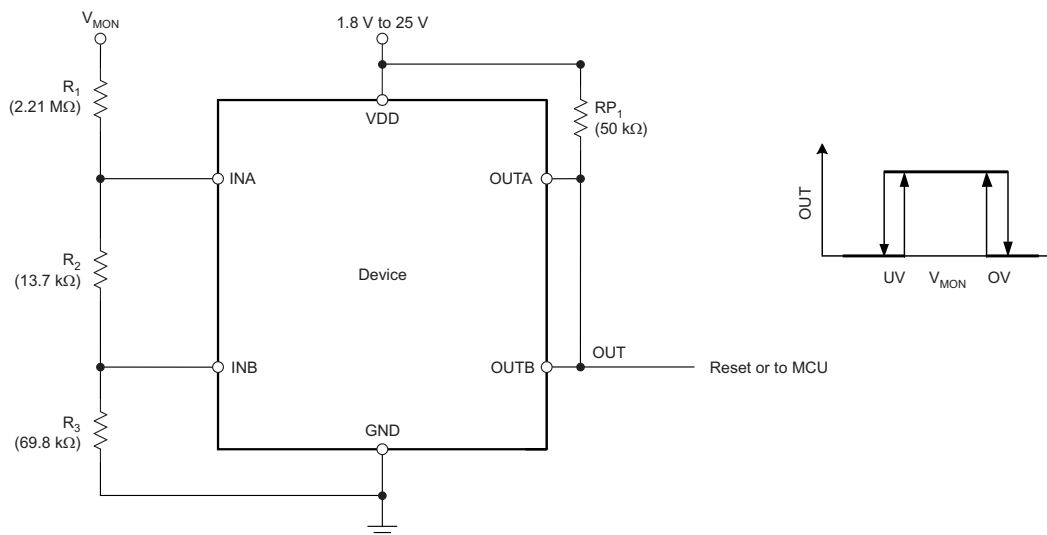 VMON
1.8 V to 25 V
R1
(2.21 MΩ)
VDD
RP1
(50 kΩ)
INA
OUTA
R2
(13.7 kΩ)
Device
OUT
UV
VMON
OV
INB
OUTB
OUT
Reset or to MCU
R3
(69.8 kΩ)
GND